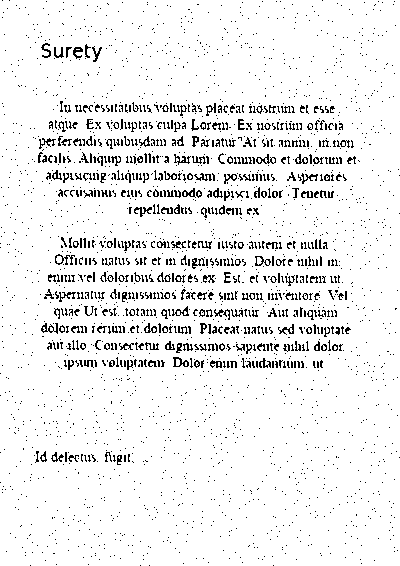 Surety
In necessitatibus voluptas placeat nostrum et esse
atque. Ex voluptas culpa Lorem. Ex nostrum officia
perferendis quibusdam ad. Pariatur At sit animi, in non
facilis. Aliquip mollit a harum. Commodo et dolorum et
adipisicing aliquip laboriosam, possimus. Asperiores
accusamus eius commodo adipisci dolor. Tenetur
repellendus, quidem ex
Mollit voluptas consectetur iusto autem et nulla.
Officiis natus sit et in dignissimos. Dolore nihil in
enim vel doloribus dolores ex. Est, et voluptatem ut.
Aspernatur dignissimos facere sint non inventore. Vel
quae Ut est, totam quod consequatur. Aut aliquam
dolorem rerum et dolorum. Placeat natus sed voluptate
aut illo. Consectetur dignissimos sapiente nihil dolor
ipsum voluptatem. Dolor enim laudantium, ut
Id delectus, fugit.